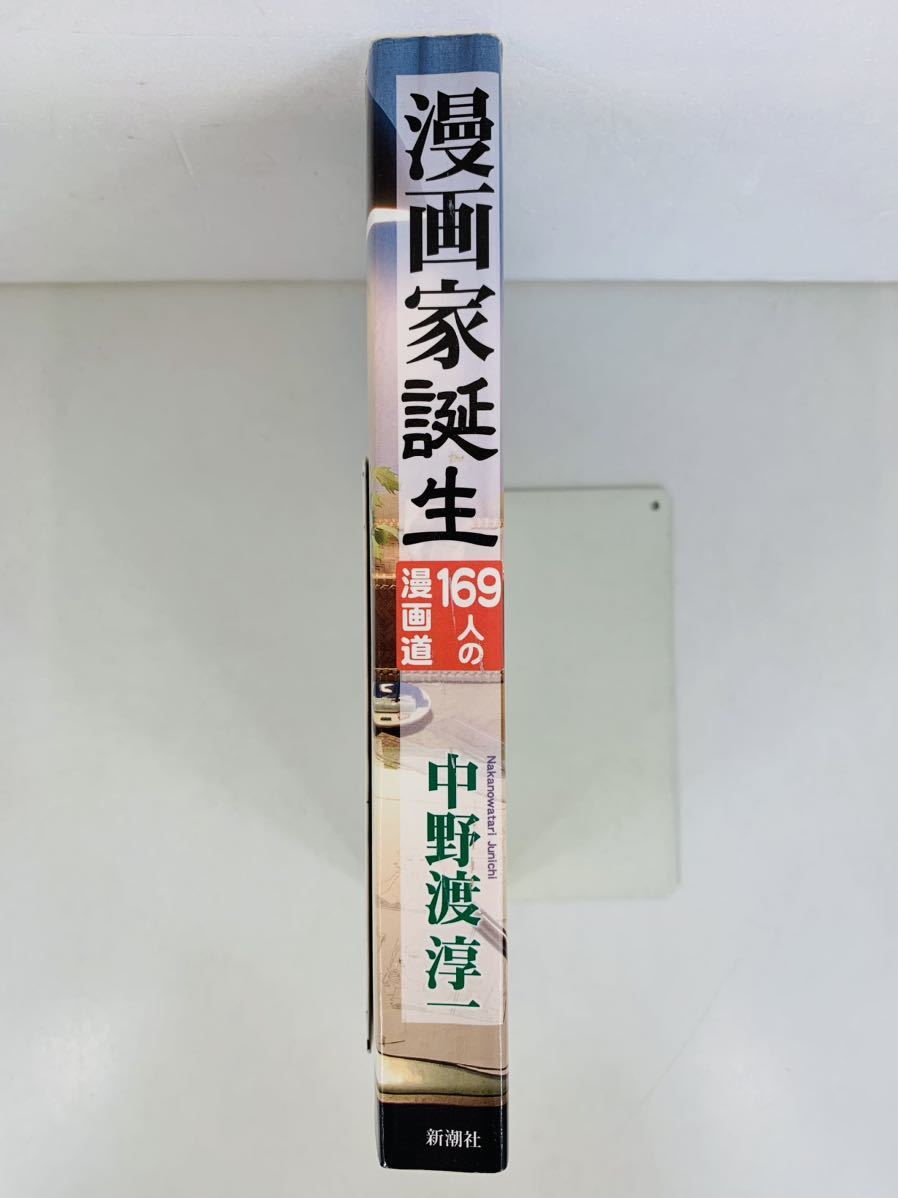 漫画家誕生
169人の
漫画道
Nakanowatari Junichi
中野渡淳一
新潮社